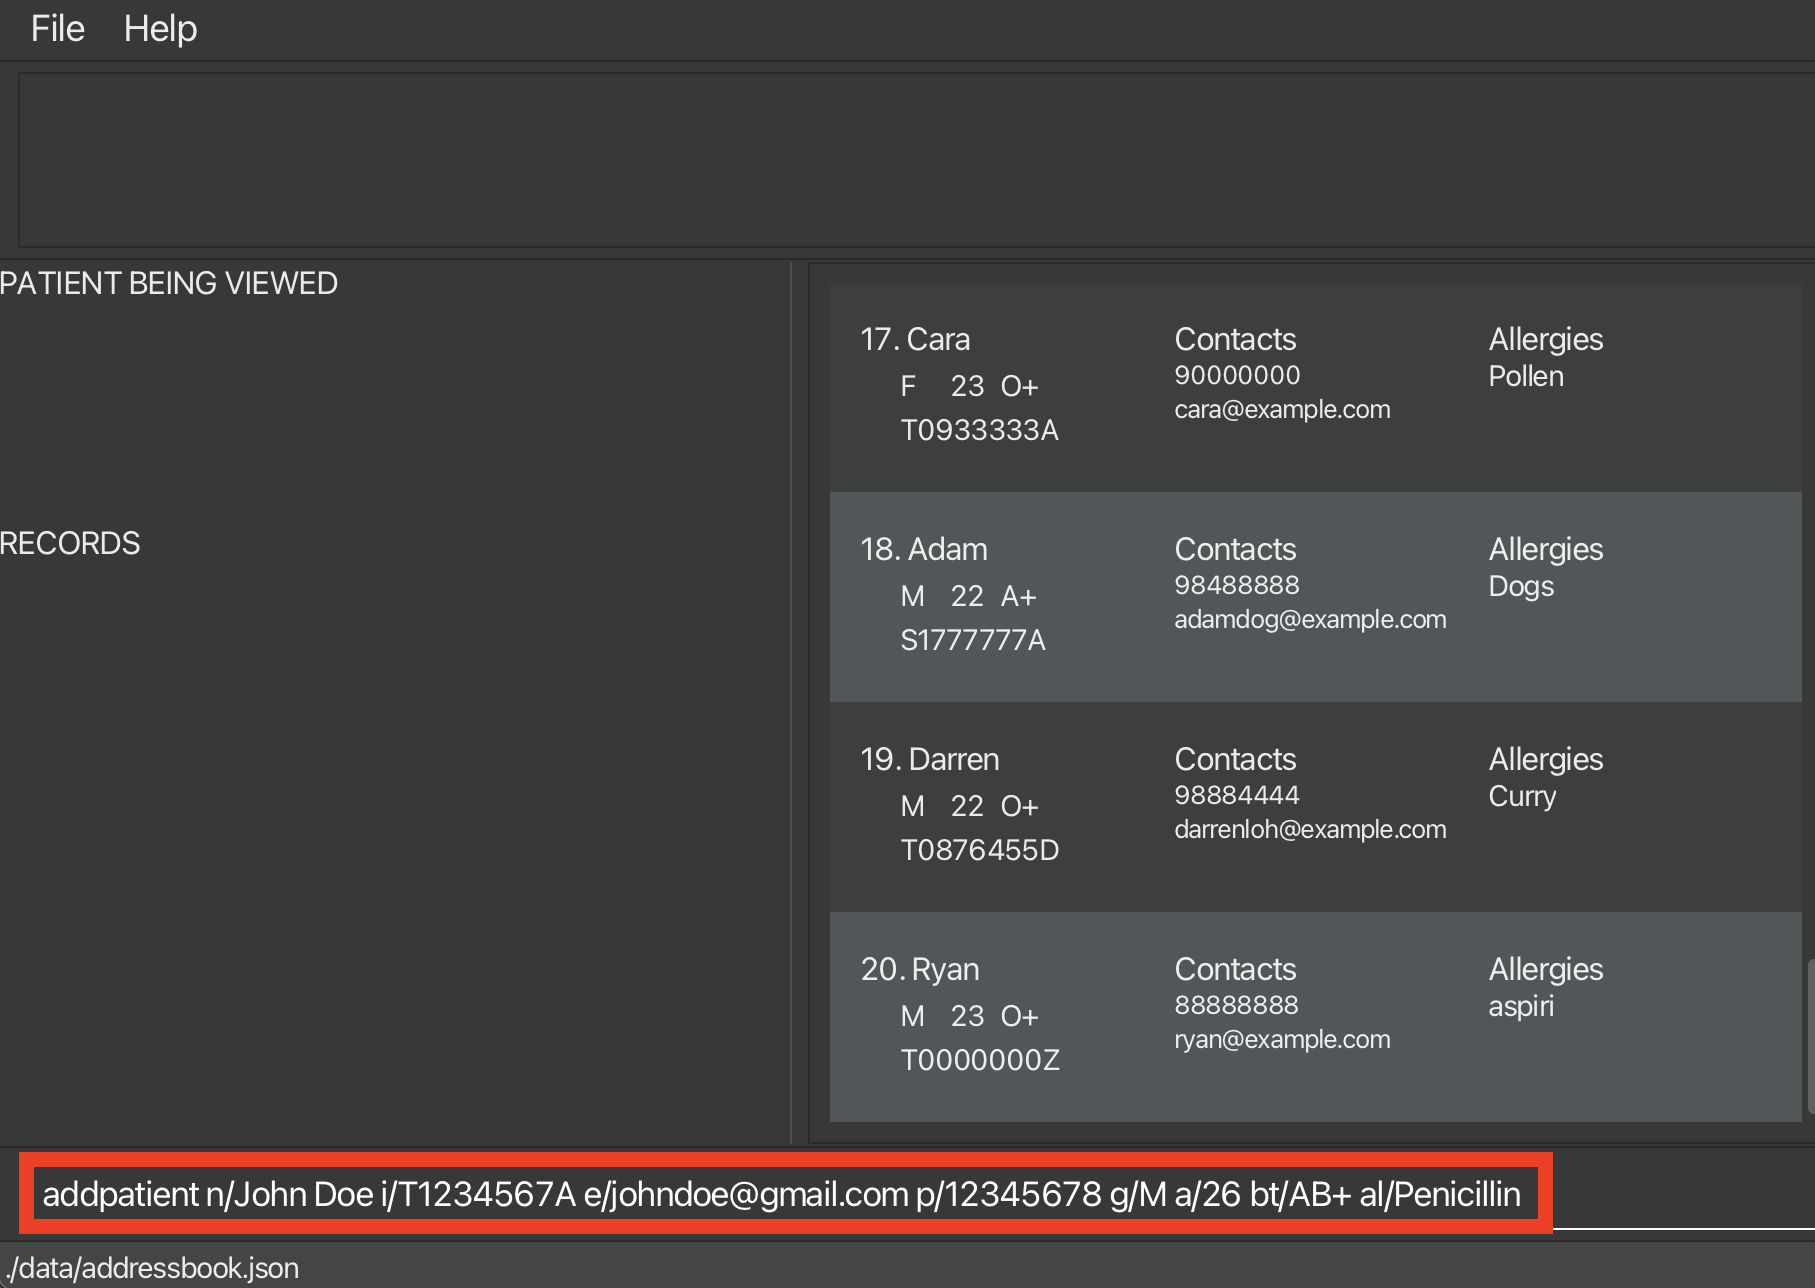 File Help
PATIENT BEING VIEWED
RECORDS
17. Cara Contacts Allergies
90000000 Pollen
F 23 O+
cara@example.com
T0933333A
18. Adam Contacts Allergies
98488888 Dogs
M 22 A+
adamdog@example.com
S1777777A
19. Darren Contacts Allergies
98884444 Curry
M 22 O+
darrenloh@example.com
T0876455D
20. Ryan Contacts Allergies
88888888 aspiri
M 23 O+
ryan@example.com
T0000000Z
addpatient n/John Doe i/T1234567A e/johndoe@gmail.com p/12345678 g/M a/26 bt/AB+ al/Penicillin
./data/addressbook.json